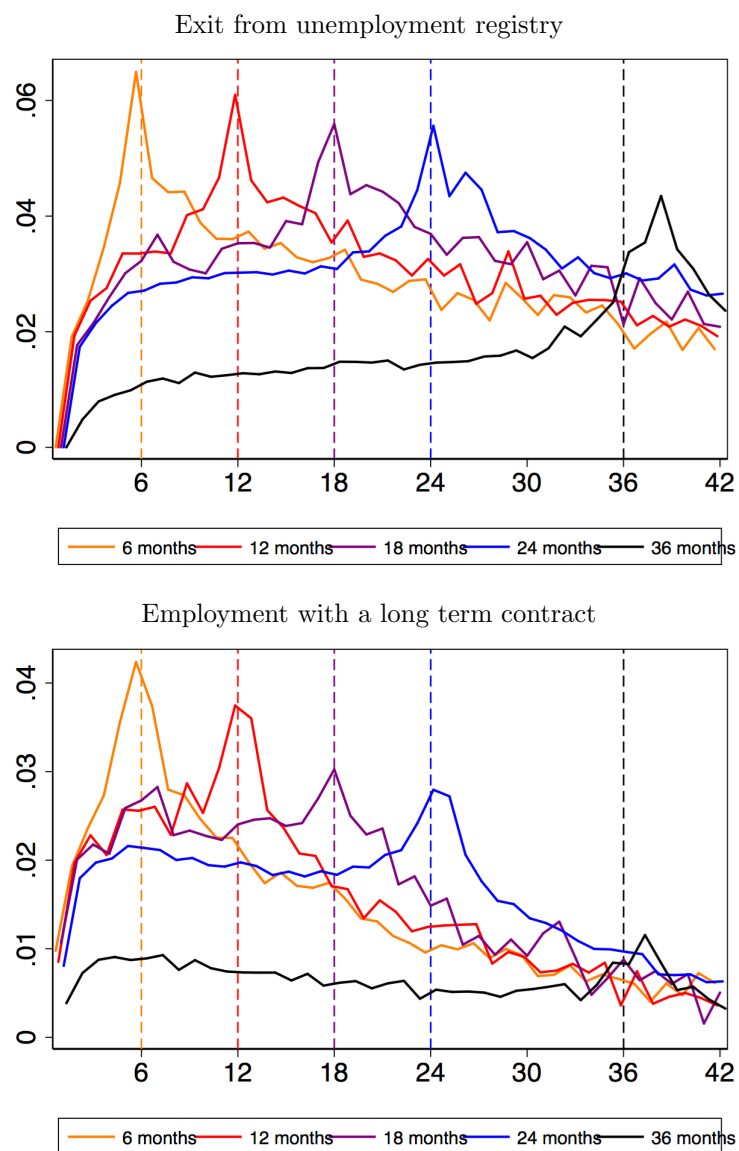 Exit from unemployment registry
.06
.04
.02
0
6 12 18 24 30 36 42
6 months 12 months 18 months 24 months 36 months
Employment with a long term contract
.04
.03
.02
.01
0
6 12 18 24 30 36 42
6 months 12 months 18 months 24 months 36 months